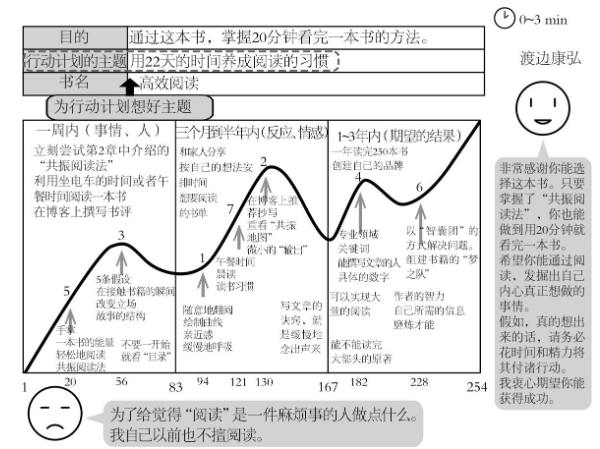 0~3 min
目的
通过这本书，掌握20分钟看完一本书的方法。
行动计划的主题
用22天的时间养成阅读的习惯
书名
高效阅读
为行动计划想好主题
渡边康弘
一周内（事情、人）
立刻尝试第2章中介绍的
“共振阅读法”
利用坐电车的时间或者午
餐时间阅读一本书
在博客上撰写书评
3
5条假设
在接触书籍的瞬间
改变立场
故事的结构
5
手掌
一本书的能量
轻松地阅读
共振阅读法
不要一开始
就看“目录”
三个月到半年内（反应、情感）
和家人分享
按自己的想法安
排时间
想要阅读
的书单
2
在博客上推
荐抄写
重看“共振
地图”
微小的“输出”
7
1
午餐时间
晨读
读书习惯
随意地翻阅
绘制曲线
亲近感
缓慢地呼吸
写文章的
诀窍，就
是缓慢地
念出声来
1~3年内（期望的结果）
一年读完250本书
创建自己的品牌
4
6
专业领域
关键词
能撰写文章的人
具体的数字
以“智囊团”的
方式解决问题。
组建书籍的“梦
之队”
可以实现大
量的阅读
作者的智力
自己所需的信息
磨炼才能
能不能读完
大部头的原著
1 20 56 83 94 121 130 167 182 228 254
非常感谢你能选
择这本书。只要
掌握了“共振阅
读法”，你也能
做到用20分钟就
看完一本书。
希望你能通过阅
读，发掘出自己
内心真正想做的
事情。
假如，真的想出
来的话，请务必
花时间和精力将
其付诸行动。
我衷心期望你能
获得成功。
为了给觉得“阅读”是一件麻烦事的人做点什么。
我自己以前也不擅阅读。